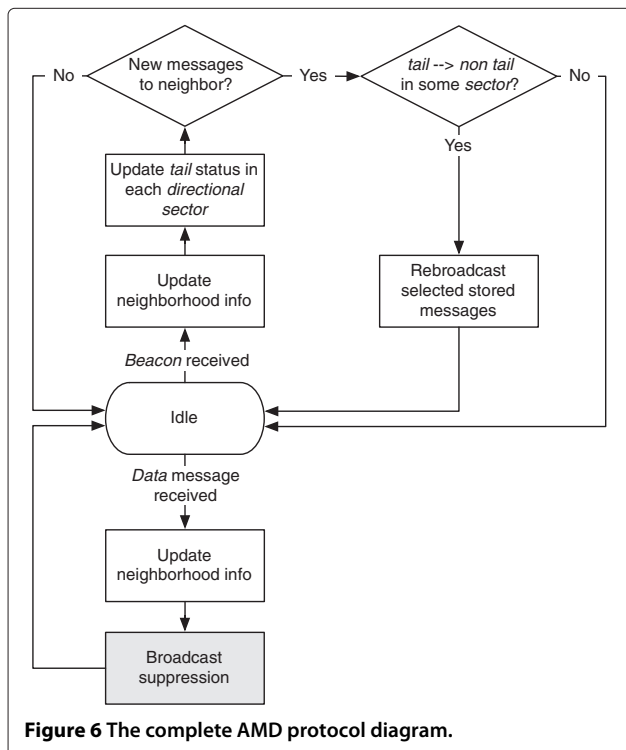 No
New messages
to neighbor?
Yes
tail --> non tail
in some sector?
No
Yes
Update tail status in
each directional
sector
Update
neighborhood info
Rebroadcast
selected stored
messages
Beacon received
Idle
Data message
received
Update
neighborhood info
Broadcast
suppression
Figure 6 The complete AMD protocol diagram.